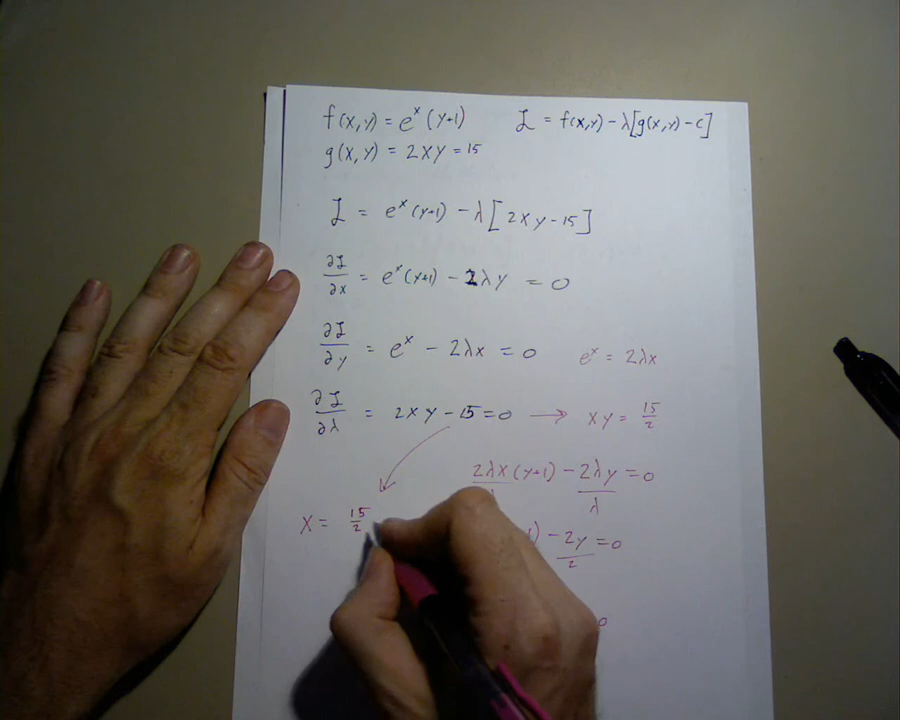 f(x,y) = e^x (y+1)   ℒ = f(x,y) - λ[g(x,y) - c]
g(x,y) = 2xy = 15
ℒ = e^x (y+1) - λ[2xy - 15]
∂ℒ/∂x = e^x (y+1) - 2λy = 0
∂ℒ/∂y = e^x - 2λx = 0   e^x = 2λx
∂ℒ/∂λ = 2xy - 15 = 0 → xy = 15/2
2λx(y+1) - 2λy = 0
λ
x = 15/2
) - 2y = 0
2
0